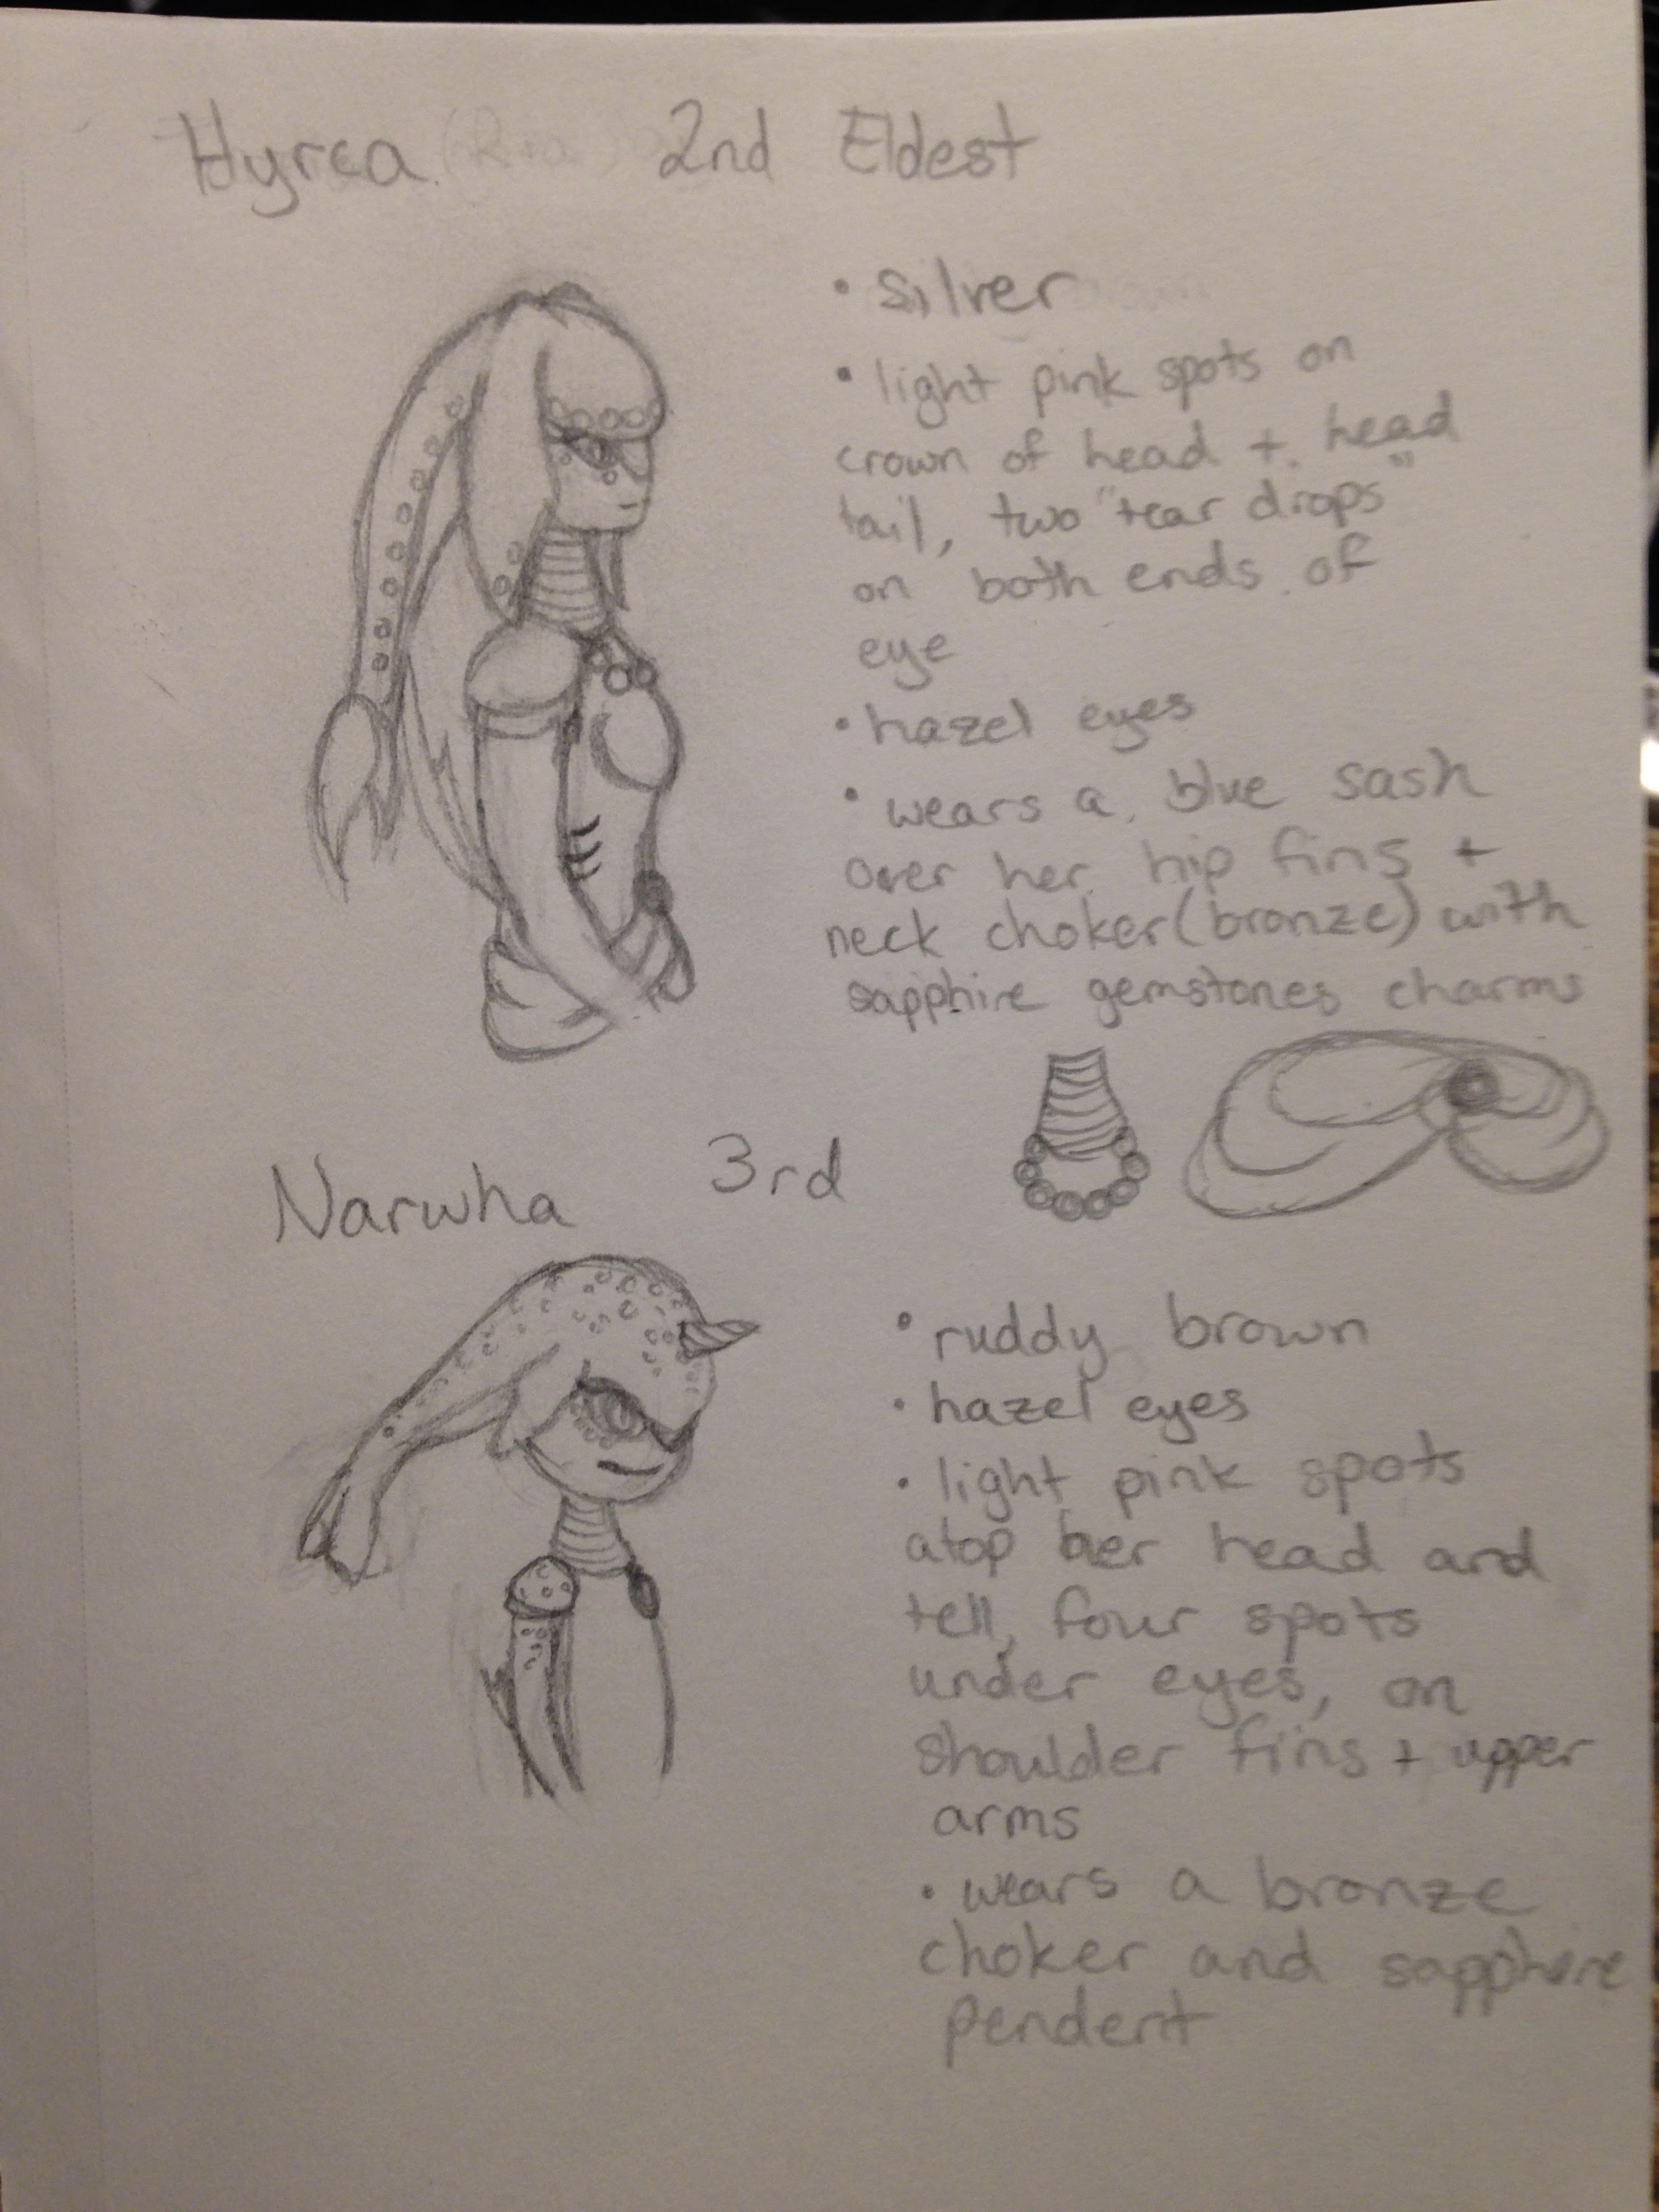 Hyrea (Ria) 2nd Eldest
• silver
• light pink spots on
crown of head + head
tail, two "tear drops"
on both ends of
eye
• hazel eyes
• wears a blue sash
over her hip fins +
neck choker (bronze) with
sapphire gemstones charms
Narwha 3rd
• ruddy brown
• hazel eyes
• light pink spots
atop her head and
tell, four spots
under eyes, on
shoulder fins + upper
arms
• wears a bronze
choker and sapphire
pendent